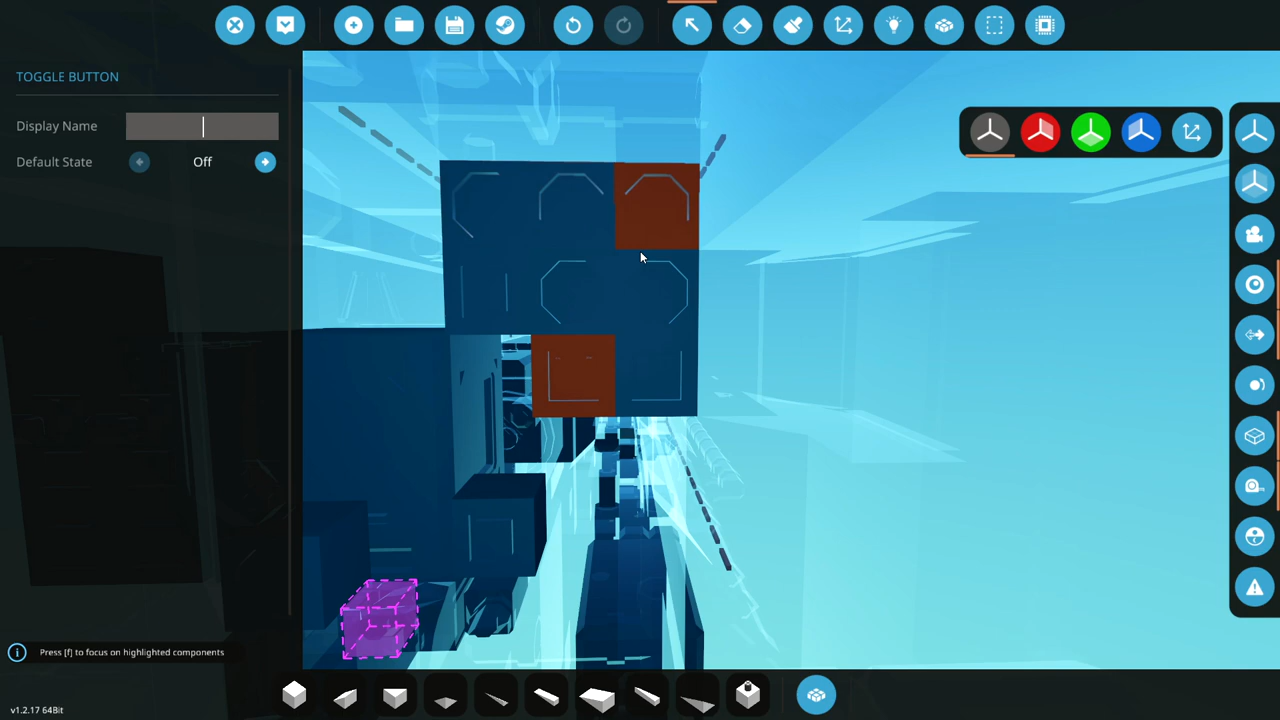 TOGGLE BUTTON
Display Name
Default State Off
Press [f] to focus on highlighted components
v1.2.17 64Bit